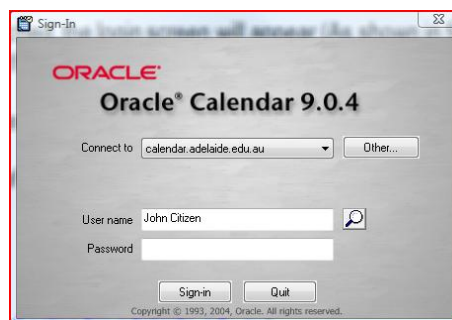 Sign-In
ORACLE®
Oracle® Calendar 9.0.4
Connect to calendar.adelaide.edu.au Other...
User name John Citizen
Password
Sign-in Quit
Copyright © 1993, 2004, Oracle. All rights reserved.